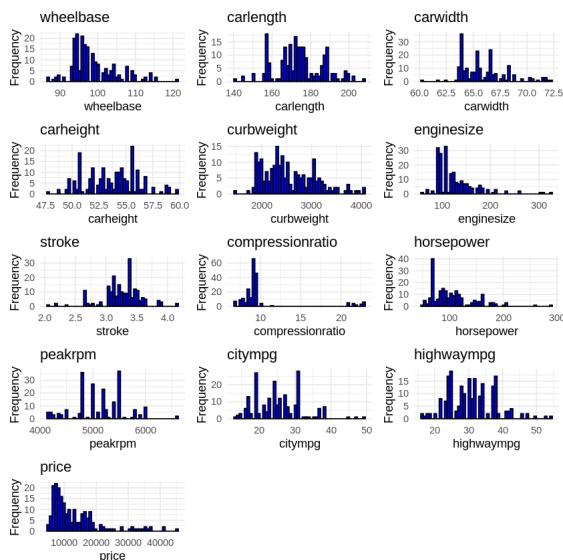 wheelbase carlength carwidth
Frequency 20 15 10 5 0 Frequency 20 15 10 5 0 Frequency 30 20 10 0
90 100 110 120 140 160 180 200 60.0 62.5 65.0 67.5 70.0 72.5
wheelbase carlength carwidth
carheight curbweight enginesize
Frequency 20 15 10 5 0 Frequency 15 10 5 0 Frequency 30 20 10 0
47.5 50.0 52.5 55.0 57.5 60.0 2000 3000 4000 100 200 300
carheight curbweight enginesize
stroke compressionratio horsepower
Frequency 30 20 10 0 Frequency 60 40 20 0 Frequency 40 30 20 10 0
2.0 2.5 3.0 3.5 4.0 10 15 20 100 200 300
stroke compressionratio horsepower
peakrpm citympg highwaympg
Frequency 30 20 10 0 Frequency 20 10 0 Frequency 15 10 5 0
4000 5000 6000 20 30 40 50 20 30 40 50
peakrpm citympg highwaympg
price
Frequency 20 15 10 5 0
10000 20000 30000 40000
price